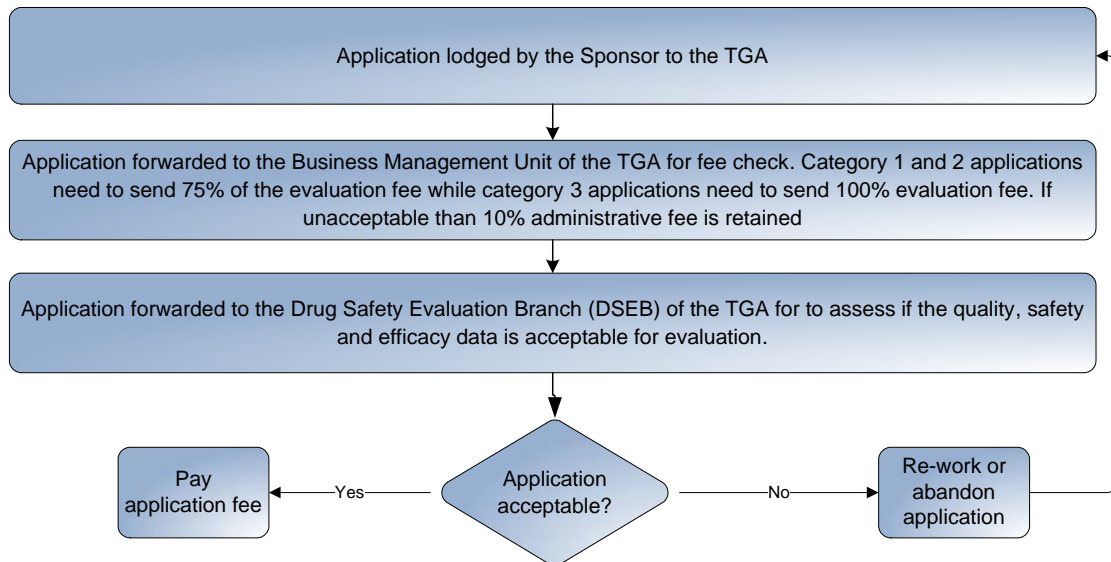 Application lodged by the Sponsor to the TGA
Application forwarded to the Business Management Unit of the TGA for fee check. Category 1 and 2 applications
need to send 75% of the evaluation fee while category 3 applications need to send 100% evaluation fee. If
unacceptable than 10% administrative fee is retained
Application forwarded to the Drug Safety Evaluation Branch (DSEB) of the TGA for to assess if the quality, safety
and efficacy data is acceptable for evaluation.
Pay
application fee
Yes
Application
acceptable?
No
Re-work or
abandon
application